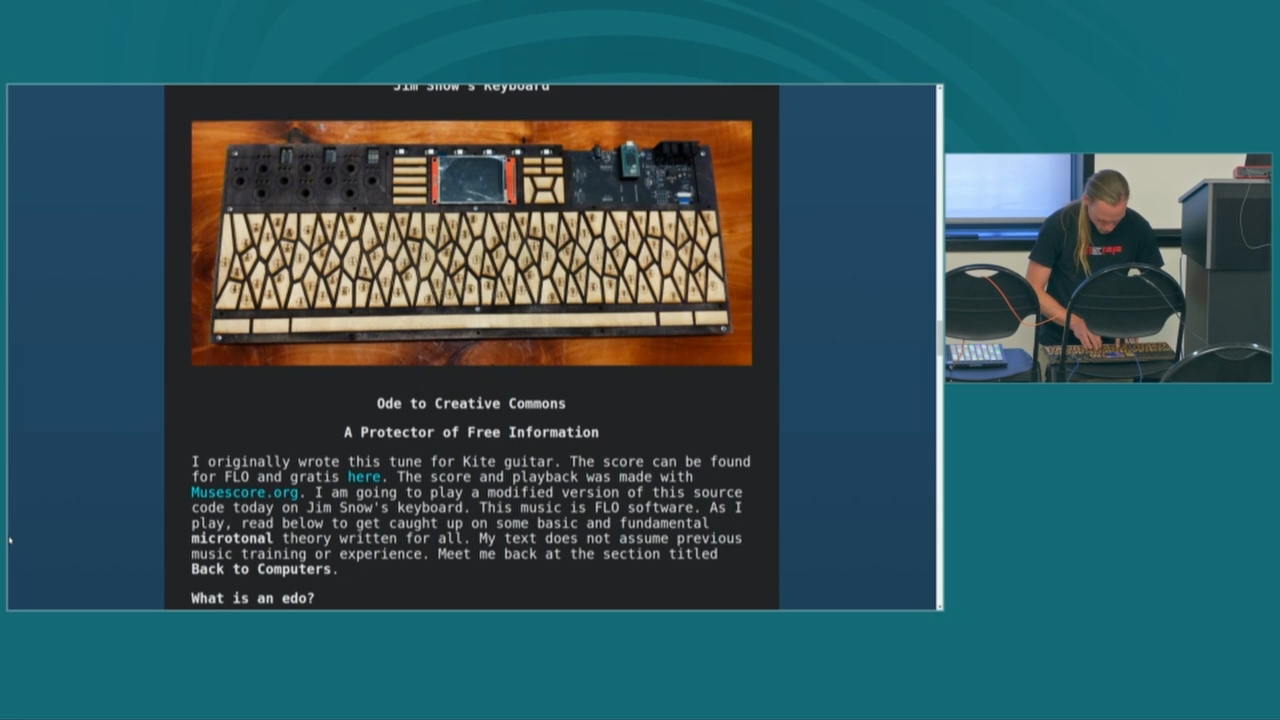 Jim Snow's Keyboard
Ode to Creative Commons
A Protector of Free Information
I originally wrote this tune for Kite guitar. The score can be found
for FLO and gratis here. The score and playback was made with
Musescore.org. I am going to play a modified version of this source
code today on Jim Snow's keyboard. This music is FLO software. As I
play, read below to get caught up on some basic and fundamental
microtonal theory written for all. My text does not assume previous
music training or experience. Meet me back at the section titled
Back to Computers.
What is an edo?